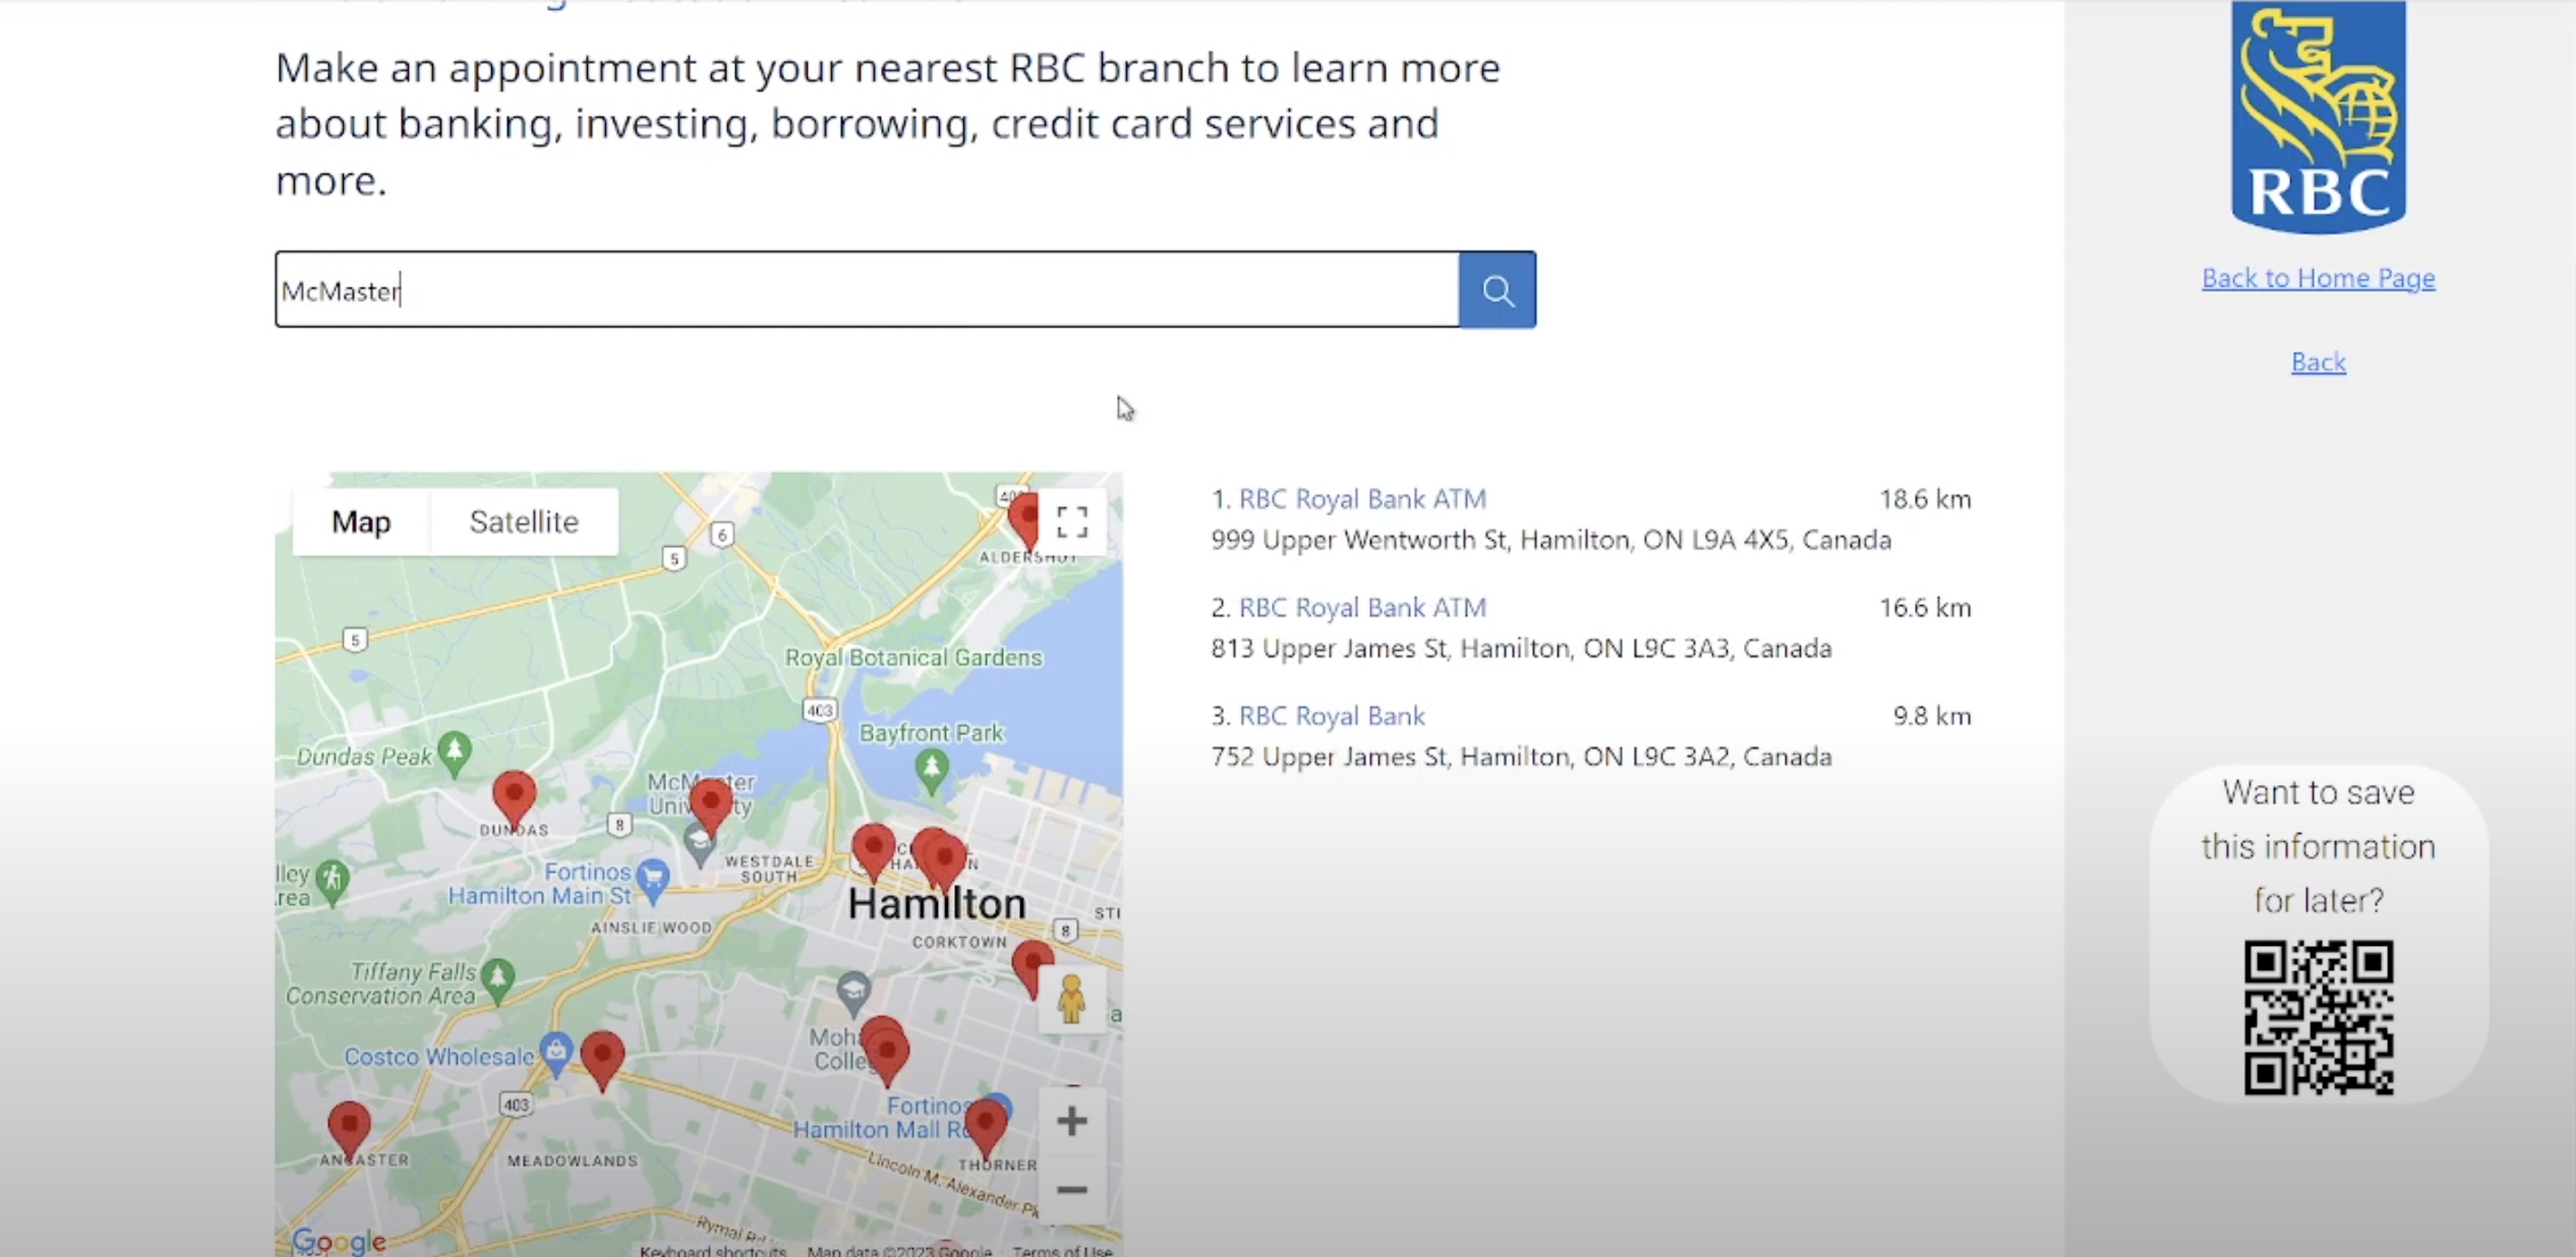 Make an appointment at your nearest RBC branch to learn more
about banking, investing, borrowing, credit card services and
more.
McMaster
RBC
Back to Home Page
Back
Map
Satellite
ALDERSHOT
6
5
5
Royal Botanical Gardens
403
Bayfront Park
Dundas Peak
McMaster
University
DUNDAS
8
WESTDALE
SOUTH
Fortinos
Hamilton Main St
Hamilton
AINSLIE WOOD
CORKTOWN
8
Tiffany Falls
Conservation Area
Costco Wholesale
403
Fortinos
Hamilton Mall Rd
ANCASTER
MEADOWLANDS
THORNER
Lincoln M. Alexander Pk
Rymal Rd
Google
Keyboard shortcuts
Map data ©2023 Google
Terms of Use
1. RBC Royal Bank ATM 18.6 km
999 Upper Wentworth St, Hamilton, ON L9A 4X5, Canada
2. RBC Royal Bank ATM 16.6 km
813 Upper James St, Hamilton, ON L9C 3A3, Canada
3. RBC Royal Bank 9.8 km
752 Upper James St, Hamilton, ON L9C 3A2, Canada
Want to save
this information
for later?